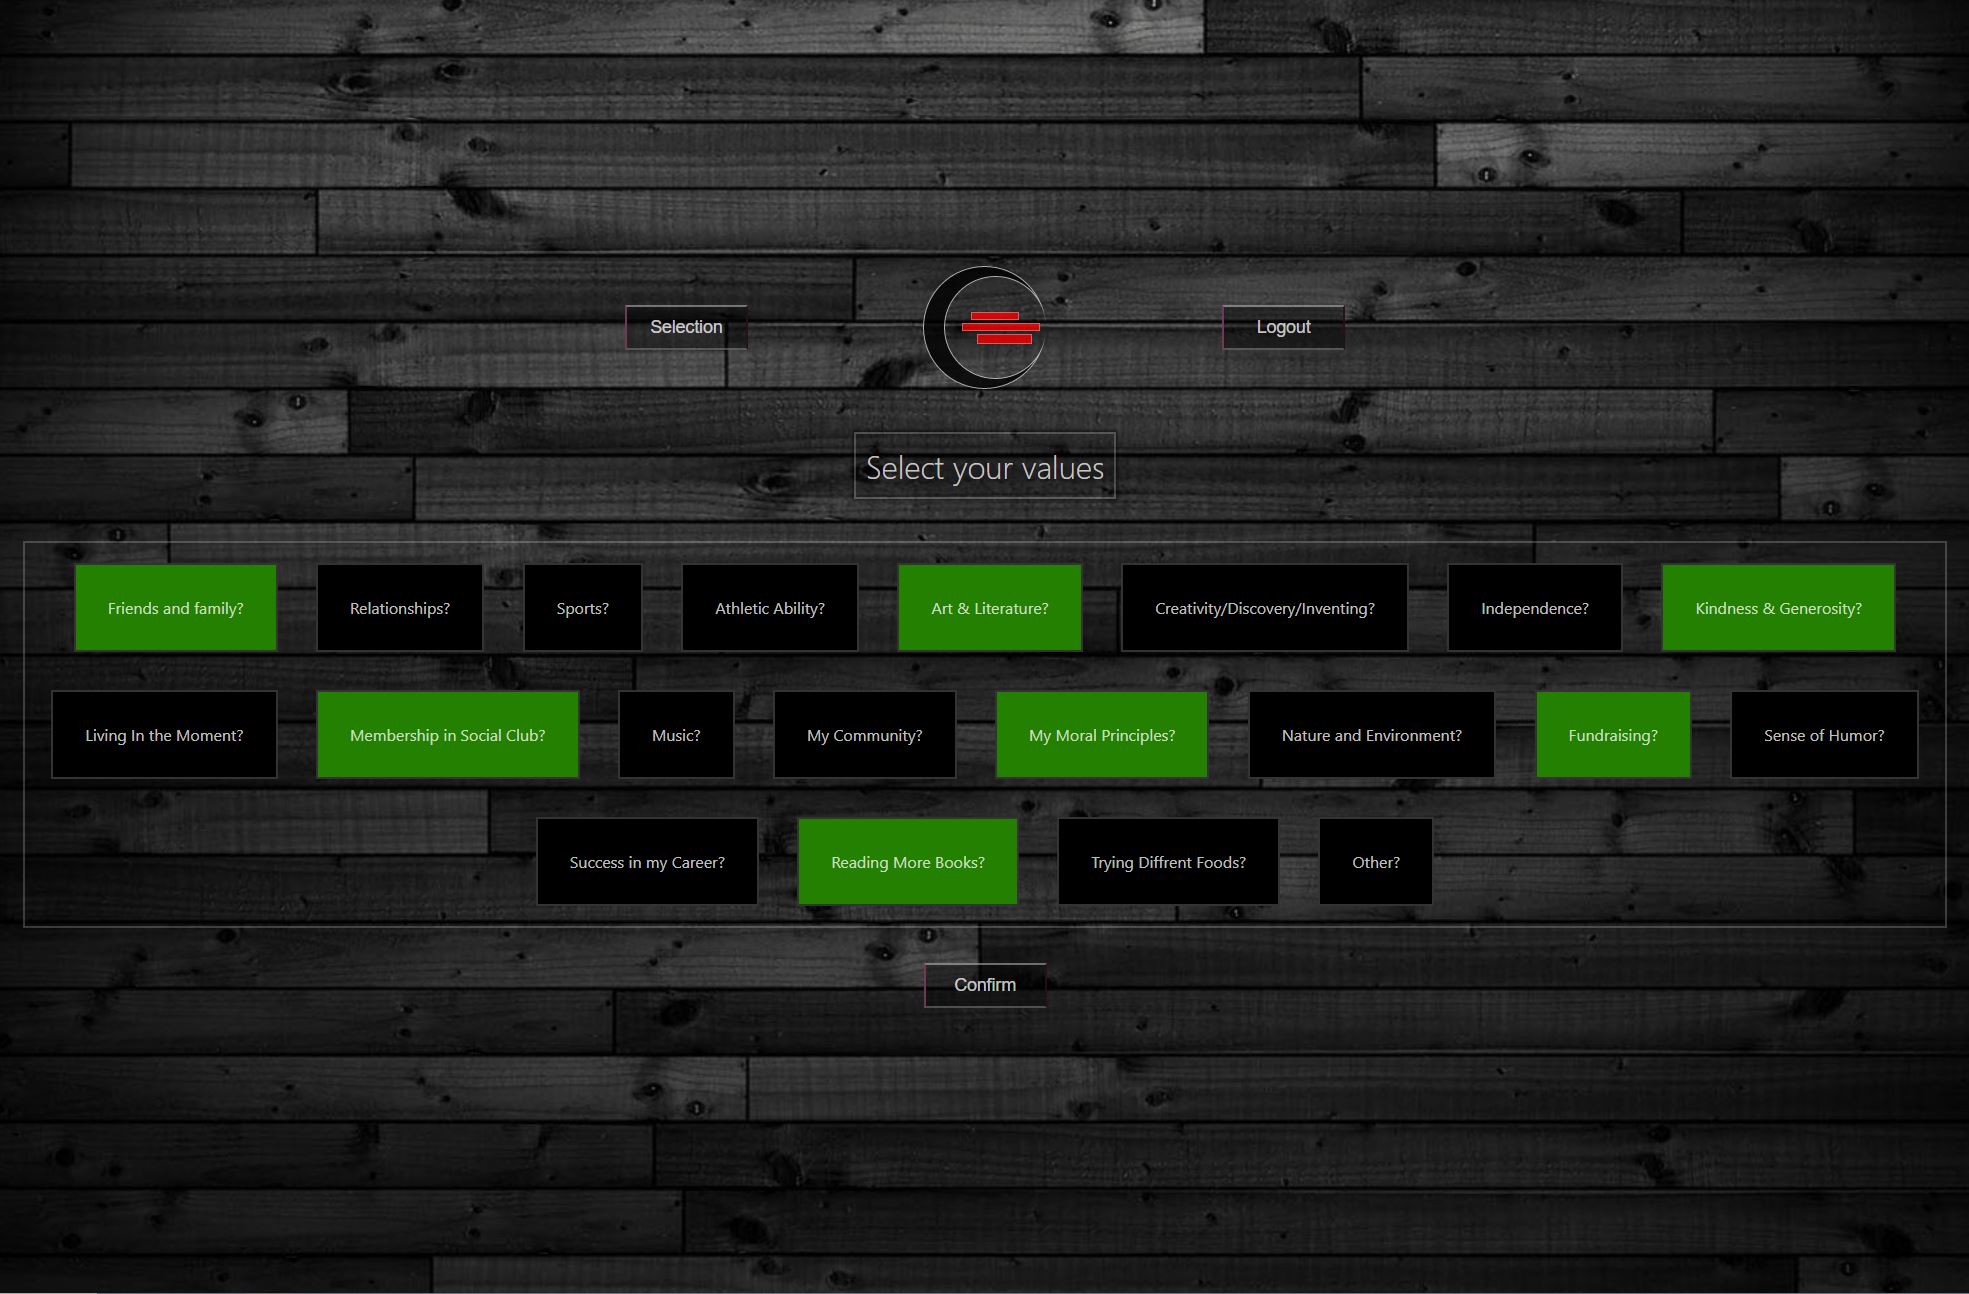 Selection
Logout
Select your values
Friends and family?
Relationships?
Sports?
Athletic Ability?
Art & Literature?
Creativity/Discovery/Inventing?
Independence?
Kindness & Generosity?
Living In the Moment?
Membership in Social Club?
Music?
My Community?
My Moral Principles?
Nature and Environment?
Fundraising?
Sense of Humor?
Success in my Career?
Reading More Books?
Trying Diffrent Foods?
Other?
Confirm